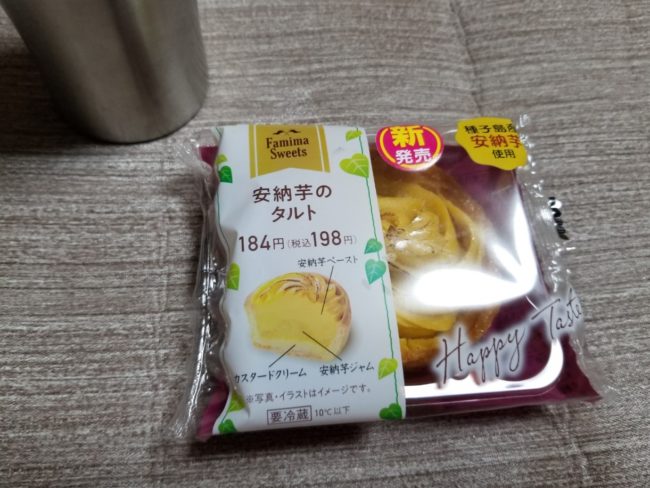 Famima
Sweets
安納芋の
タルト
184円(税込198円)
安納芋ペースト
カスタードクリーム
安納芋ジャム
※写真・イラストはイメージです。
要冷蔵 10℃以下
新
発売
種子島産
安納芋
使用
Happy Taste